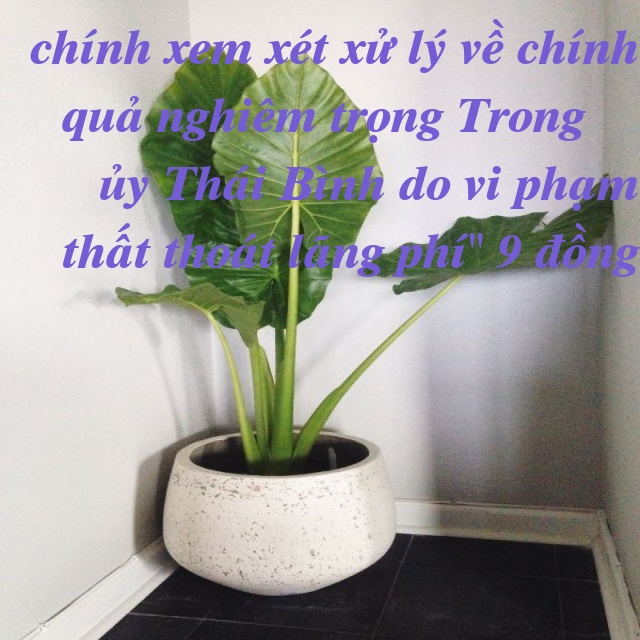 chính xem xét xử lý về chính
quả nghiêm trọng Trong
ủy Thái Bình do vi phạm
thất thoát lãng phí" 9 đồng